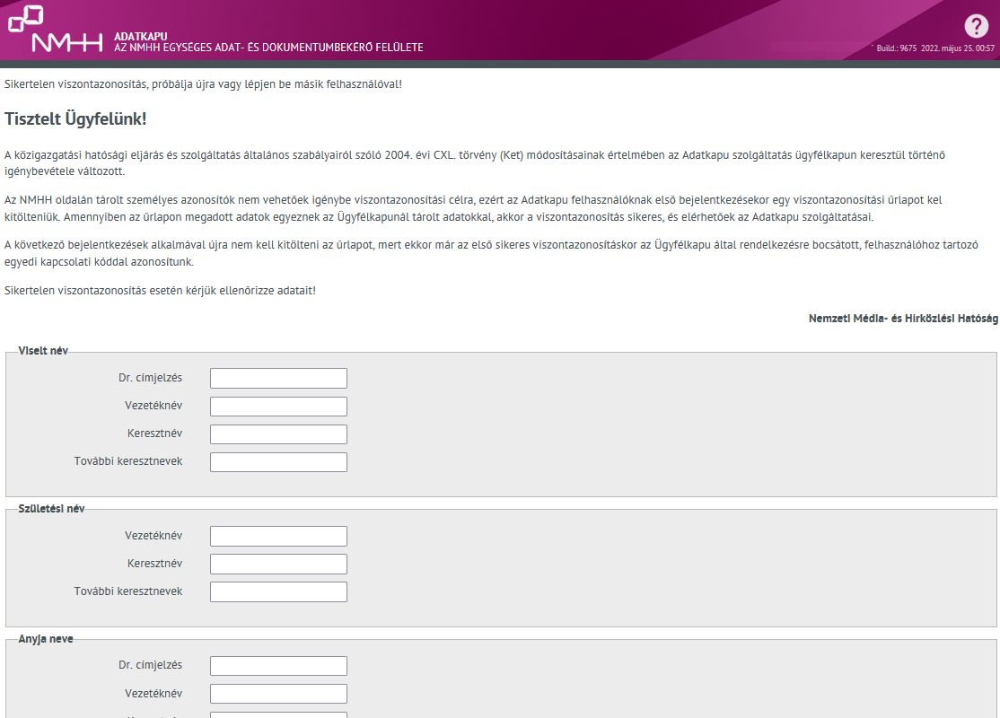 NMHH
ADATKAPU
AZ NMHH EGYSÉGES ADAT- ÉS DOKUMENTUMBEKÉRŐ FELÜLETE
?
Build.: 9675 2022. május 25. 00:57
Sikertelen viszontazonosítás, próbálja újra vagy lépjen be másik felhasználóval!
Tisztelt Ügyfelünk!
A közigazgatási hatósági eljárás és szolgáltatás általános szabályairól szóló 2004. évi CXL. törvény (Ket) módosításainak értelmében az Adatkapu szolgáltatás ügyfélkapun keresztül történő
igénybevétele változott.
Az NMHH oldalán tárolt személyes azonosítók nem vehetőek igénybe viszontazonosítási célra, ezért az Adatkapu felhasználóknak első bejelentkezésekor egy viszontazonosítási űrlapot kel
kitölteniük. Amennyiben az űrlapon megadott adatok egyeznek az Ügyfélkapunál tárolt adatokkal, akkor a viszontazonosítás sikeres, és elérhetőek az Adatkapu szolgáltatásai.
A következő bejelentkezések alkalmával újra nem kell kitölteni az űrlapot, mert ekkor már az első sikeres viszontazonosításkor az Ügyfélkapu által rendelkezésre bocsátott, felhasználóhoz tartozó
egyedi kapcsolati kóddal azonosítunk.
Sikertelen viszontazonosítás esetén kérjük ellenőrizze adatait!
Nemzeti Média- és Hírközlési Hatóság
Viselt név
Dr. címjelzés
Vezetéknév
Keresztnév
További keresztnevek
Születési név
Vezetéknév
Keresztnév
További keresztnevek
Anyja neve
Dr. címjelzés
Vezetéknév